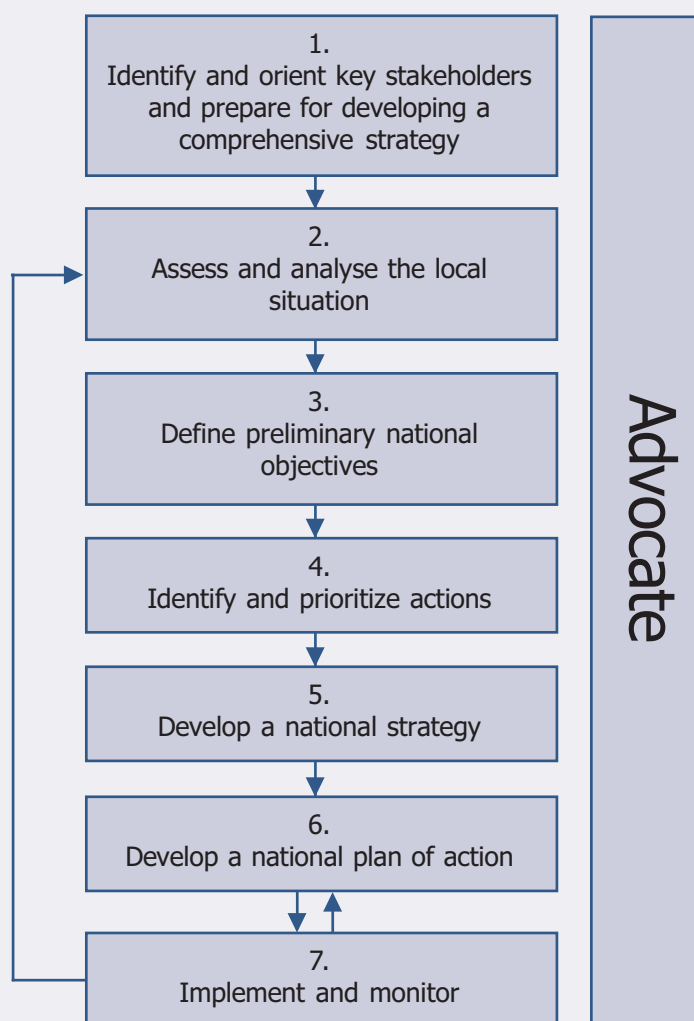 1.
Identify and orient key stakeholders
and prepare for developing a
comprehensive strategy
2.
Assess and analyse the local
situation
3.
Define preliminary national
objectives
4.
Identify and prioritize actions
5.
Develop a national strategy
6.
Develop a national plan of action
7.
Implement and monitor
Advocate